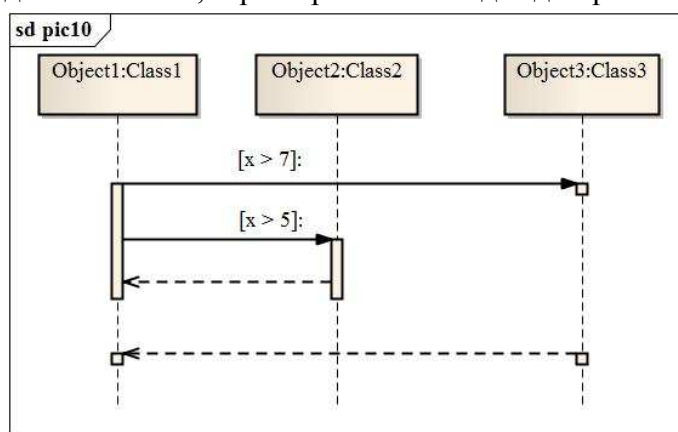 sd pic10
Object1:Class1
Object2:Class2
Object3:Class3
[x > 7]:
[x > 5]: